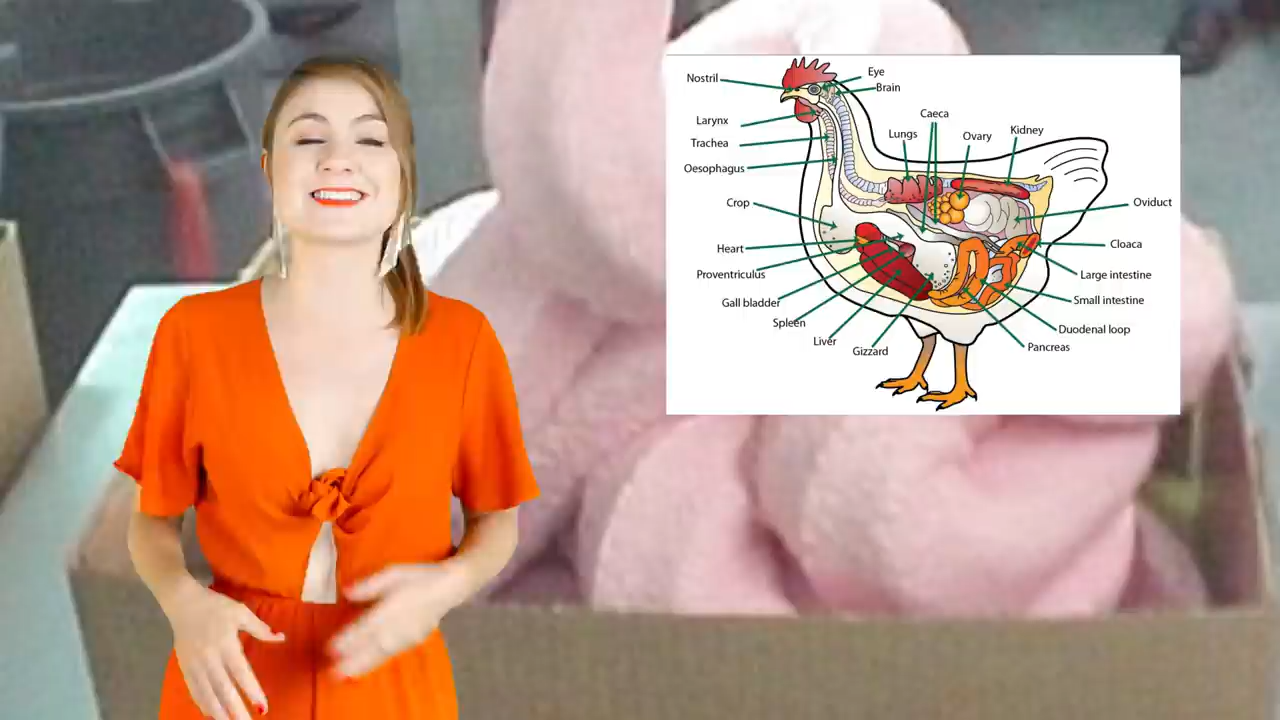 Nostril
Eye
Brain
Larynx
Caeca
Trachea
Lungs
Ovary
Kidney
Oesophagus
Crop
Oviduct
Heart
Cloaca
Proventriculus
Large intestine
Gall bladder
Small intestine
Spleen
Duodenal loop
Liver
Gizzard
Pancreas